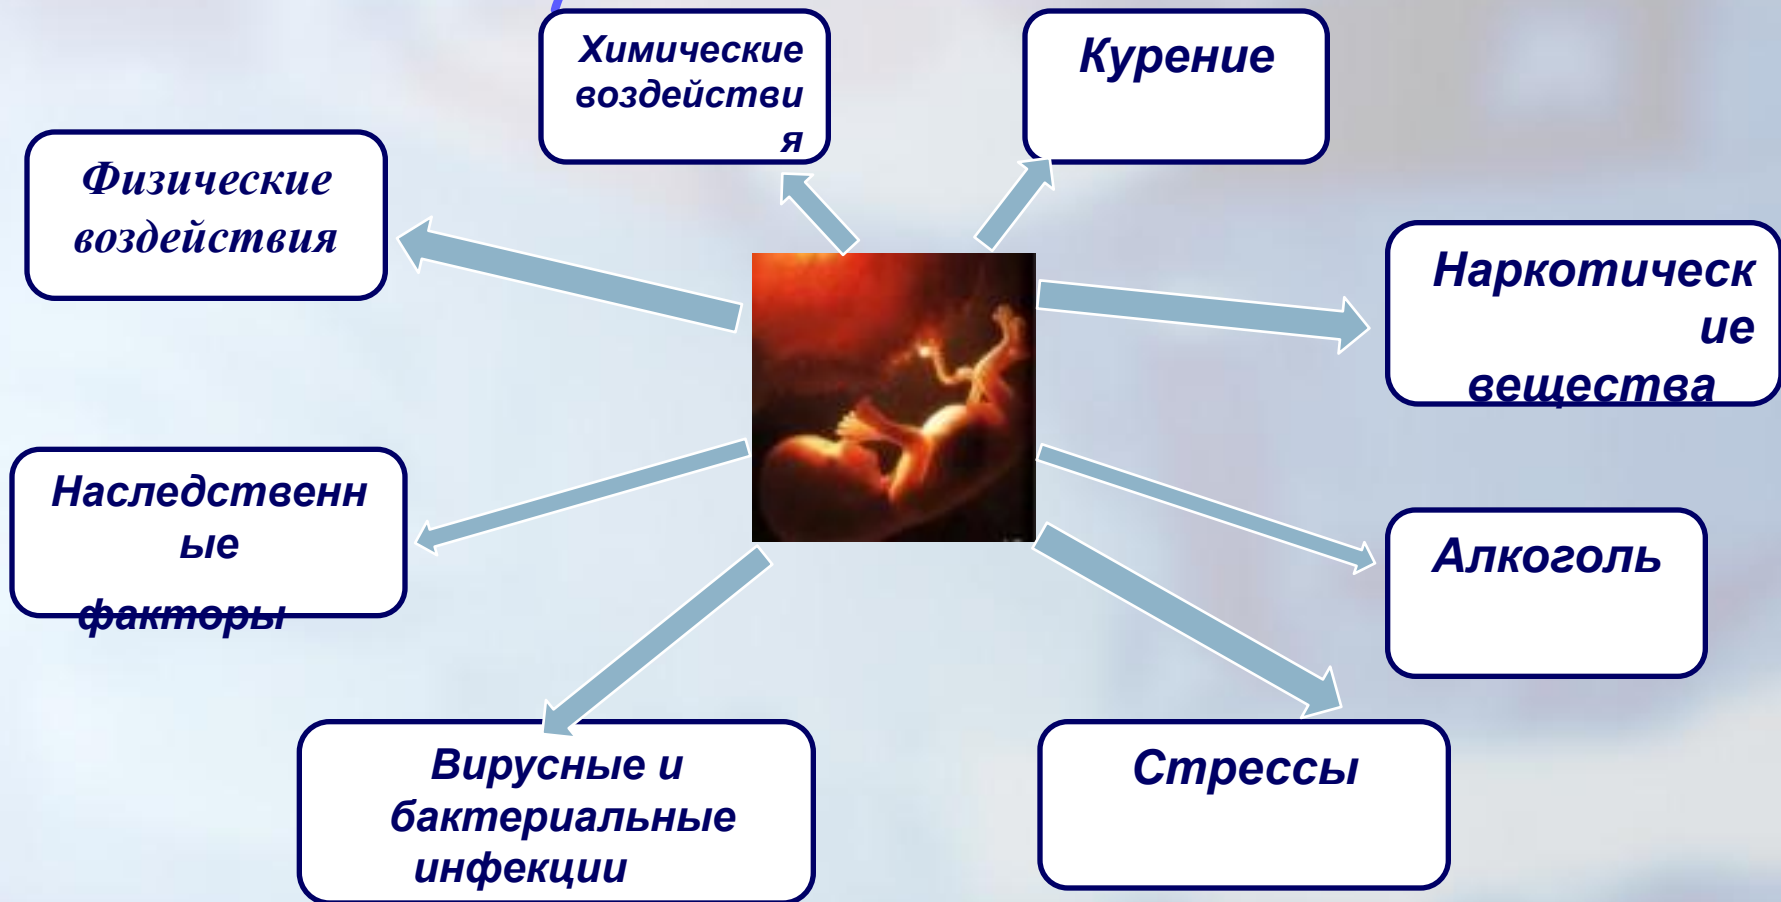 Химические
воздействи
я
Курение
Физические
воздействия
Наркотическ
ие
вещества
Наследственн
ые
факторы
Алкоголь
Вирусные и
бактериальные
инфекции
Стрессы